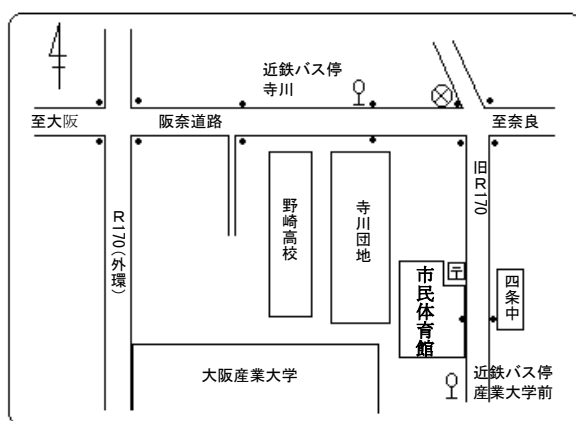 近鉄バス停
寺川
至大阪
阪奈道路
至奈良
旧R170
R170(外環)
野崎高校
寺川団地
〒
市民体育館
四条中
大阪産業大学
近鉄バス停
産業大学前